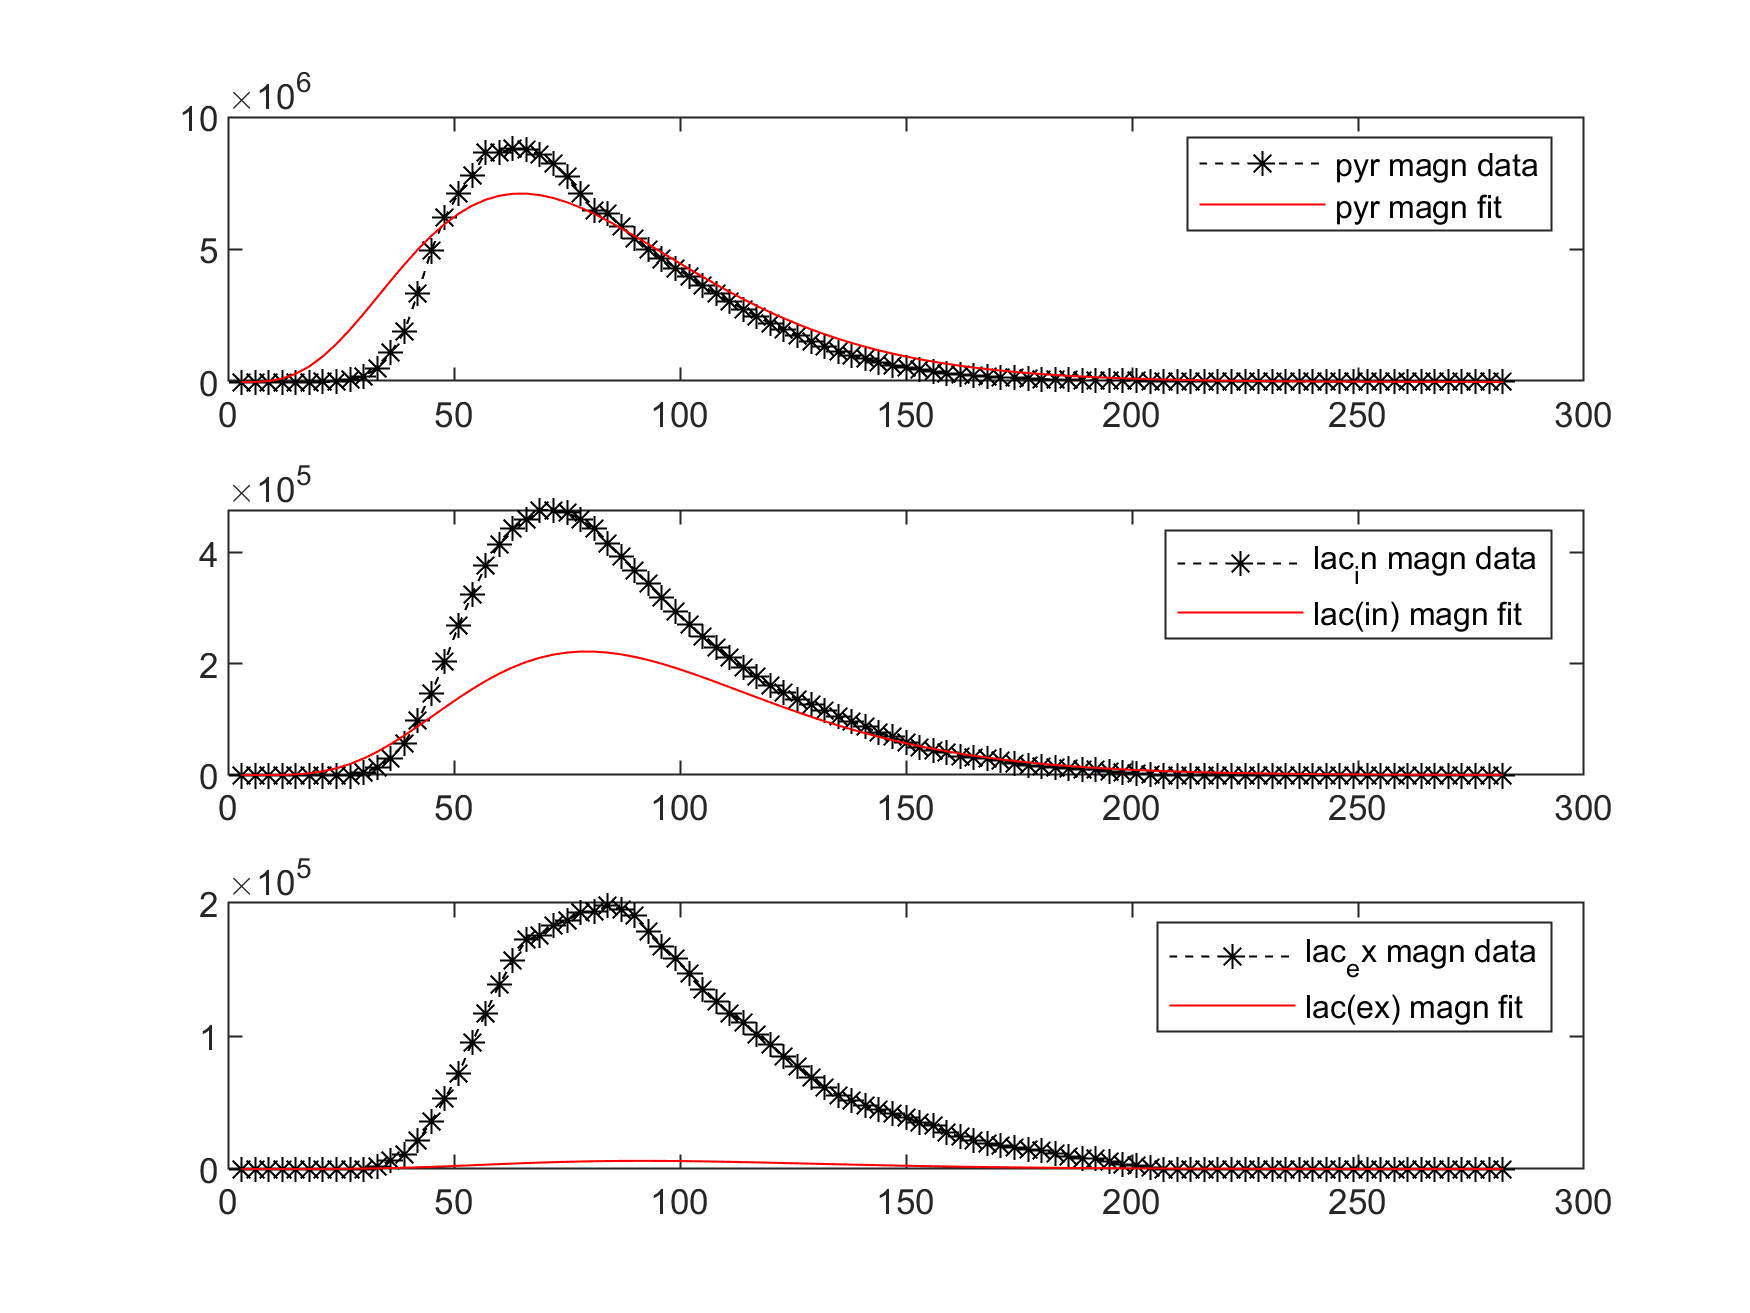 ×10^6
10
5
0
0 50 100 150 200 250 300
pyr magn data
pyr magn fit
×10^5
4
2
0
0 50 100 150 200 250 300
lac_in magn data
lac(in) magn fit
×10^5
2
1
0
0 50 100 150 200 250 300
lac_ex magn data
lac(ex) magn fit